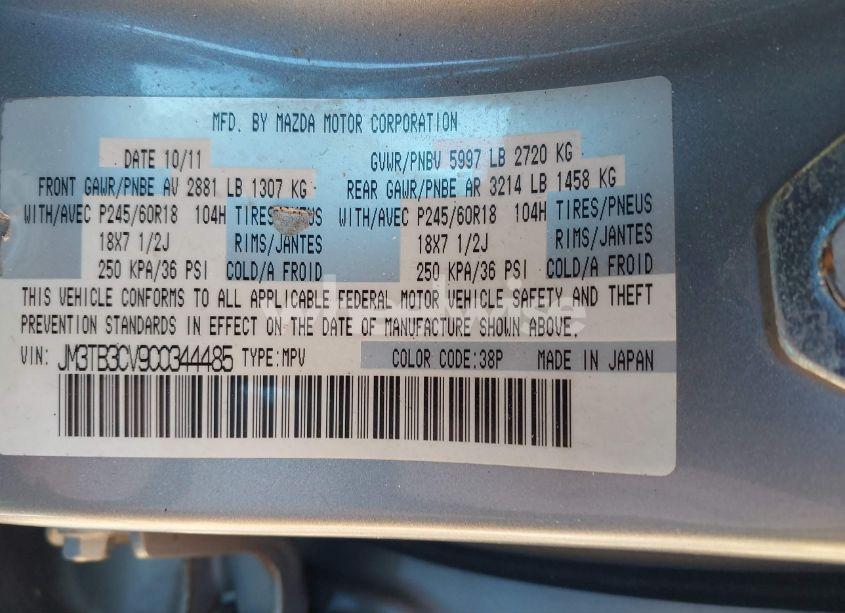 MFD. BY MAZDA MOTOR CORPORATION
DATE 10/11 GVWR/PNBV 5997 LB 2720 KG
FRONT GAWR/PNBE AV 2881 LB 1307 KG REAR GAWR/PNBE AR 3214 LB 1458 KG
WITH/AVEC P245/60R18 104H TIRES/PNEUS WITH/AVEC P245/60R18 104H TIRES/PNEUS
18X7 1/2J RIMS/JANTES 18X7 1/2J RIMS/JANTES
250 KPA/36 PSI COLD/A FROID 250 KPA/36 PSI COLD/A FROID
THIS VEHICLE CONFORMS TO ALL APPLICABLE FEDERAL MOTOR VEHICLE SAFETY AND THEFT
PREVENTION STANDARDS IN EFFECT ON THE DATE OF MANUFACTURE SHOWN ABOVE.
VIN: JM3TB3CV9C0344485 TYPE:MPV COLOR CODE:38P MADE IN JAPAN